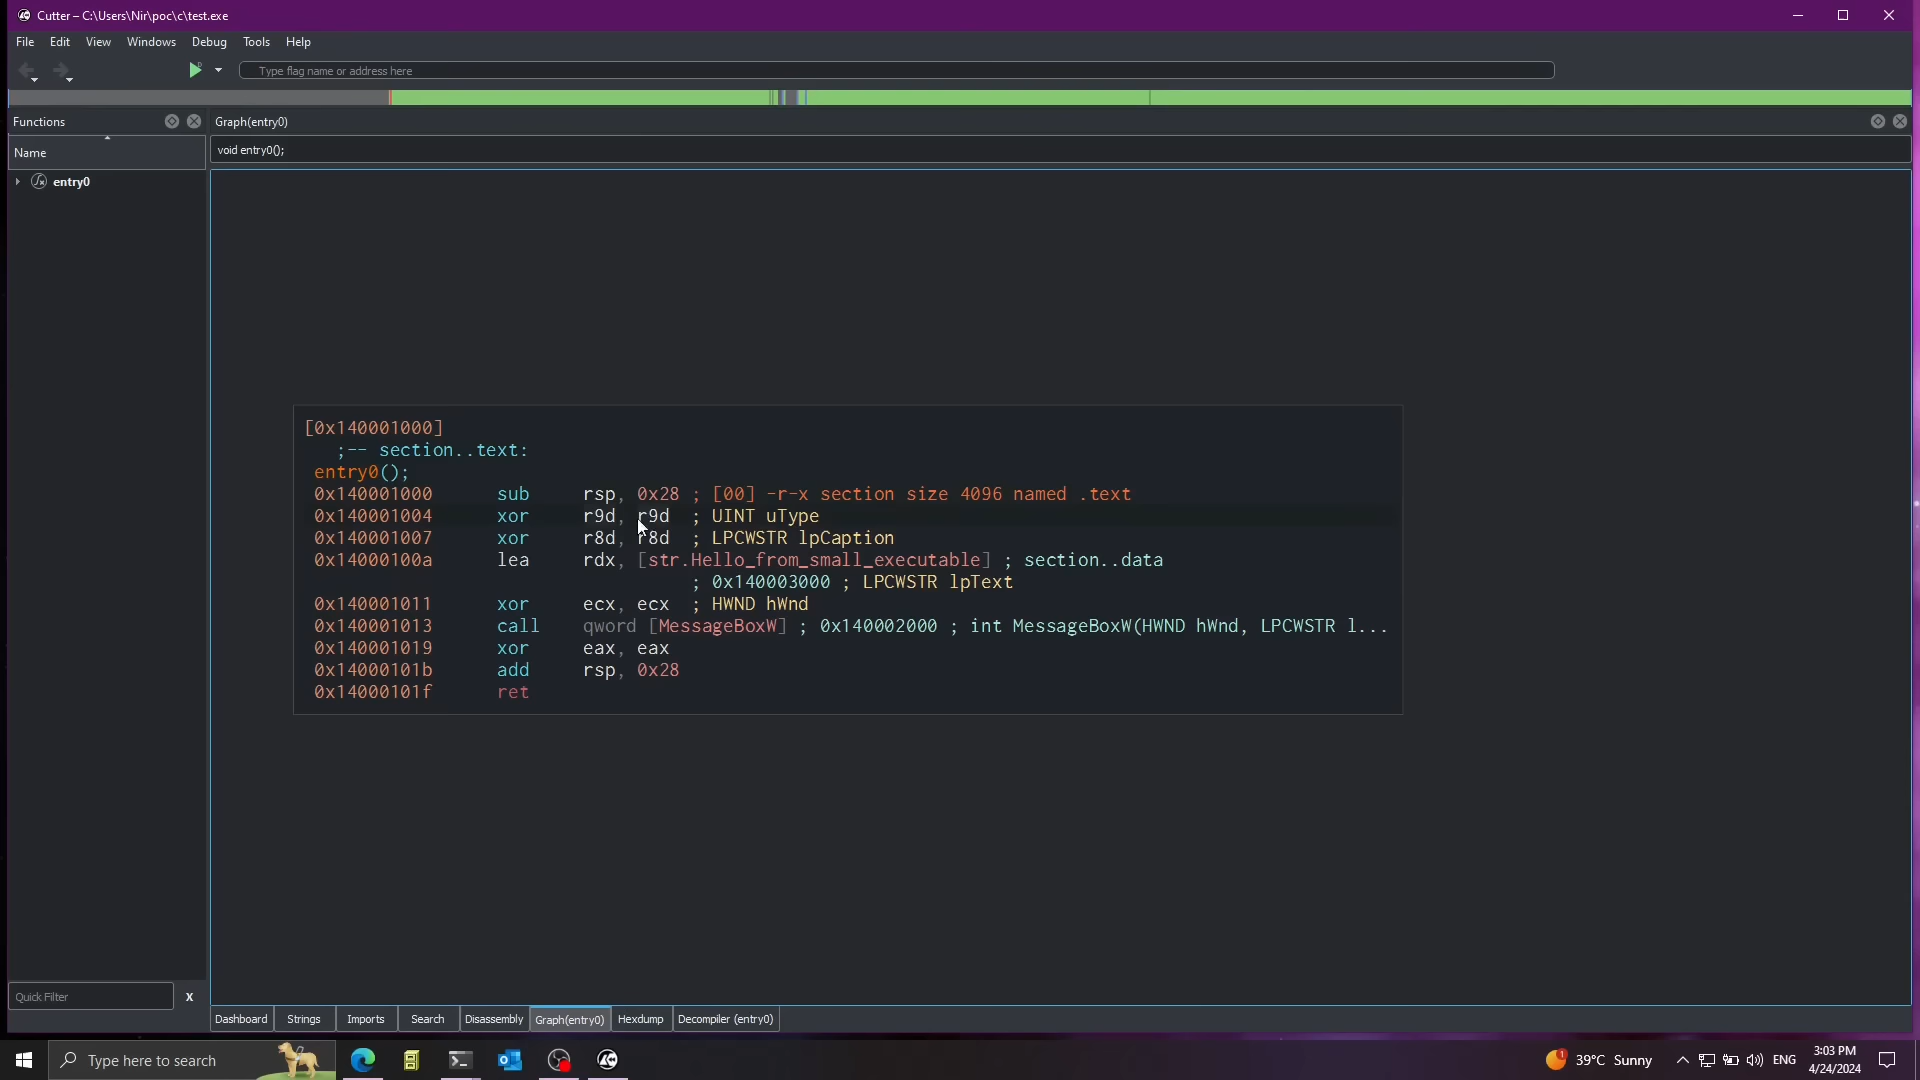 Cutter – C:\Users\Nir\poc\c\test.exe
File Edit View Windows Debug Tools Help
Type flag name or address here
Functions
Graph(entry0)
Name
void entry0();
entry0
[0x140001000]
;-- section..text:
entry0();
0x140001000 sub rsp, 0x28 ; [00] -r-x section size 4096 named .text
0x140001004 xor r9d, r9d ; UINT uType
0x140001007 xor r8d, r8d ; LPCWSTR lpCaption
0x14000100a lea rdx, [str.Hello_from_small_executable] ; section..data
; 0x140003000 ; LPCWSTR lpText
0x140001011 xor ecx, ecx ; HWND hWnd
0x140001013 call qword [MessageBoxW] ; 0x140002000 ; int MessageBoxW(HWND hWnd, LPCWSTR l...
0x140001019 xor eax, eax
0x14000101b add rsp, 0x28
0x14000101f ret
Quick Filter X
Dashboard Strings Imports Search Disassembly Graph(entry0) Hexdump Decompiler (entry0)
Type here to search
1 39°C Sunny
ENG
3:03 PM
4/24/2024